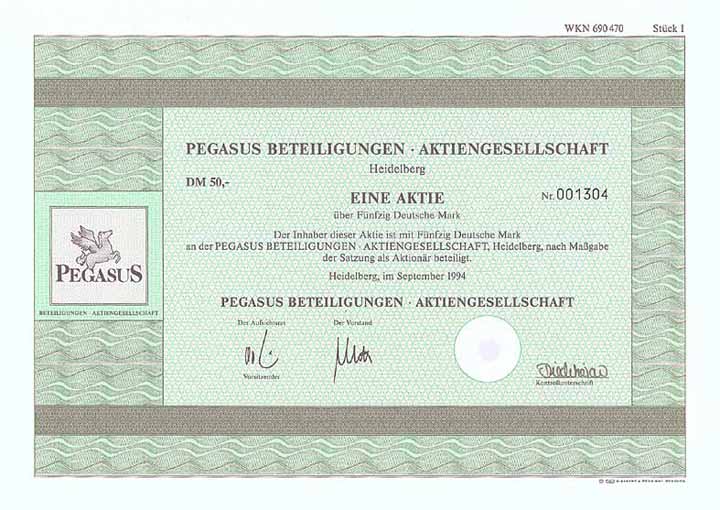 WKN 690 470 Stück 1
PEGASUS BETEILIGUNGEN · AKTIENGESELLSCHAFT
Heidelberg
DM 50,-
EINE AKTIE Nr. 001304
über Fünfzig Deutsche Mark
Der Inhaber dieser Aktie ist mit Fünfzig Deutsche Mark
an der PEGASUS BETEILIGUNGEN · AKTIENGESELLSCHAFT, Heidelberg, nach Maßgabe
der Satzung als Aktionär beteiligt.
Heidelberg, im September 1994
PEGASUS BETEILIGUNGEN · AKTIENGESELLSCHAFT
Der Aufsichtsrat Der Vorstand
Vorsitzender
Kontrollunterschrift
PEGASUS
BETEILIGUNGEN · AKTIENGESELLSCHAFT